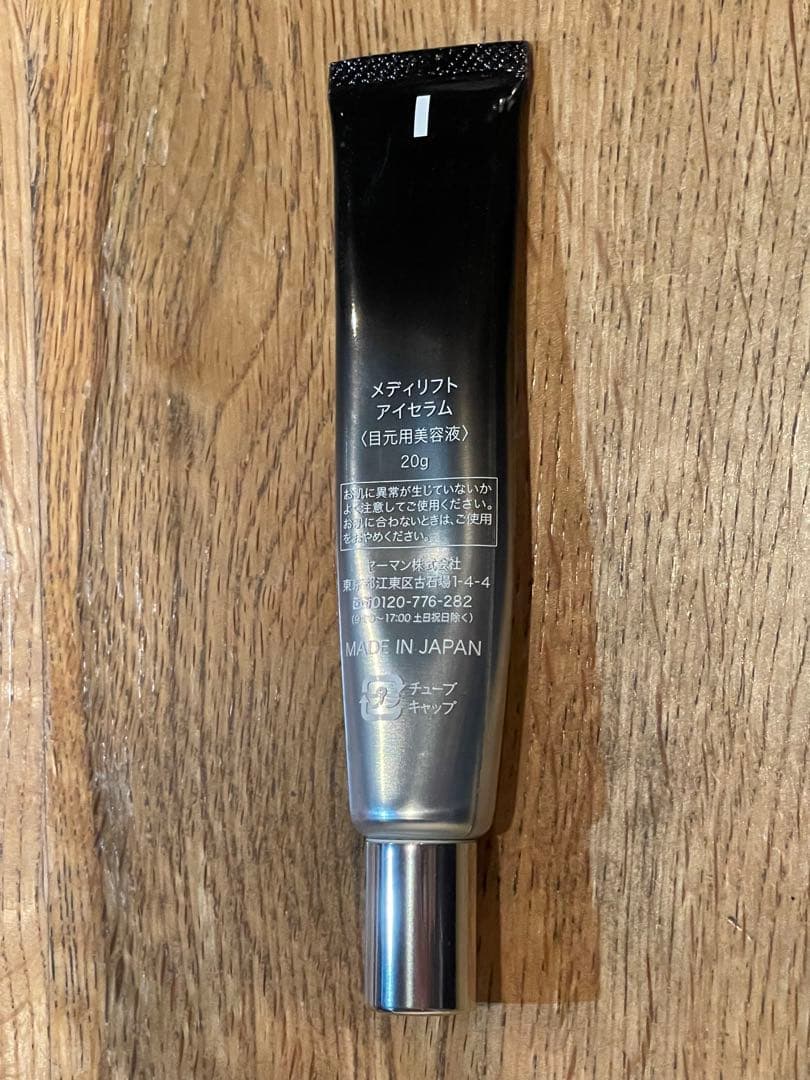 メディリフト
アイセラム
〈目元用美容液〉
20g
お肌に異常が生じていないか
よく注意してご使用ください。
お肌に合わないときは、ご使用
をおやめください。
ヤーマン株式会社
東京都江東区古石場1-4-4
0120-776-282
(9:00～17:00 土日祝日除く)
MADE IN JAPAN
チューブ
キャップ